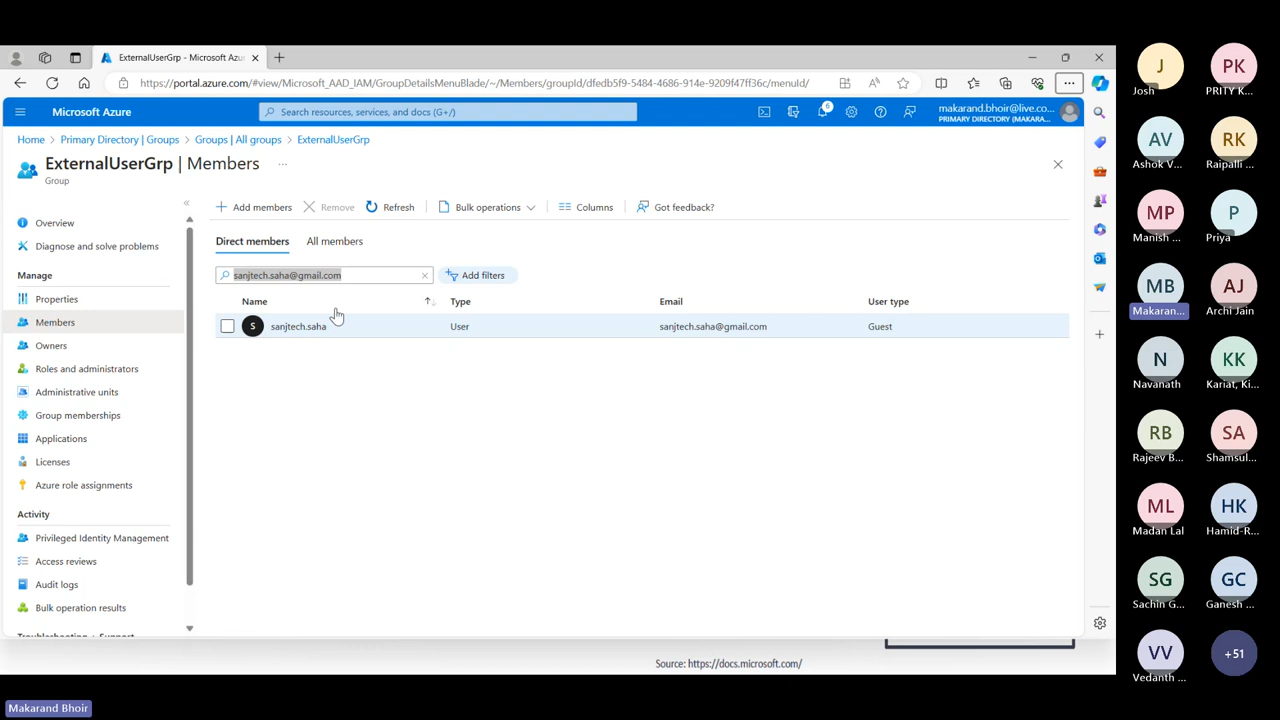 ExternalUserGrp - Microsoft Azu
https://portal.azure.com/#view/Microsoft_AAD_IAM/GroupDetailsMenuBlade/~/Members/groupId/dfedb5f9-5484-4686-914e-9209f47ff36c/menuId/
Microsoft Azure
Search resources, services, and docs (G+/)
6
makarand.bhoir@live.co...
PRIMARY DIRECTORY (MAKARA...
Home > Primary Directory | Groups > Groups | All groups > ExternalUserGrp
ExternalUserGrp | Members ...
Group
Add members
Remove
Refresh
Bulk operations
Columns
Got feedback?
Overview
Diagnose and solve problems
Manage
Properties
Members
Owners
Roles and administrators
Administrative units
Group memberships
Applications
Licenses
Azure role assignments
Activity
Privileged Identity Management
Access reviews
Audit logs
Bulk operation results
Troubleshooting + Support
Direct members
All members
sanjtech.saha@gmail.com
Add filters
Name Type Email User type
S sanjtech.saha User sanjtech.saha@gmail.com Guest
Source: https://docs.microsoft.com/
J
Josh
PK
PRITY K...
AV
Ashok V...
RK
Raipalli ...
MP
Manish ...
P
Priya
MB
Makaran...
AJ
Archi Jain
N
Navanath
KK
Kariat, Ki...
RB
Rajeev B...
SA
Shamsul...
ML
Madan Lal
HK
Hamid-R...
SG
Sachin G...
GC
Ganesh ...
VV
Vedanth ...
+51
Makarand Bhoir